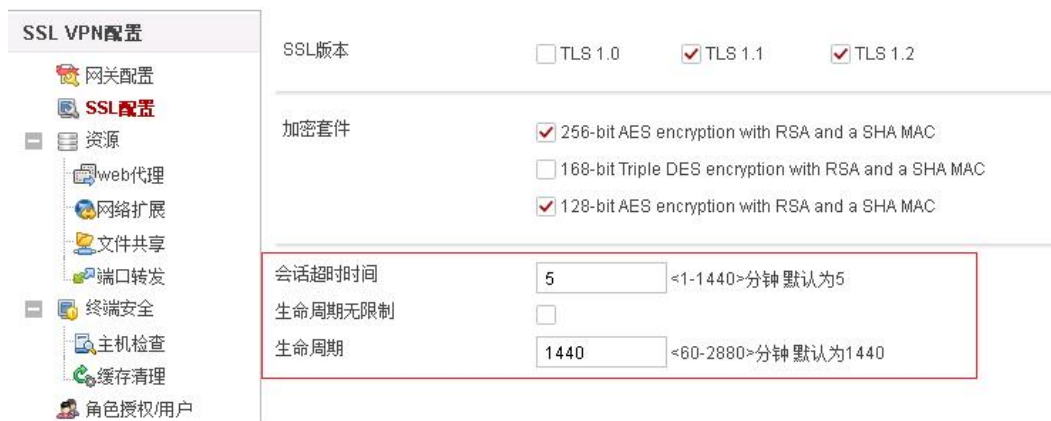 SSL VPN配置
网关配置
SSL配置
资源
web代理
网络扩展
文件共享
端口转发
终端安全
主机检查
缓存清理
角色授权/用户
SSL版本
TLS 1.0 TLS 1.1 TLS 1.2
加密套件
256-bit AES encryption with RSA and a SHA MAC
168-bit Triple DES encryption with RSA and a SHA MAC
128-bit AES encryption with RSA and a SHA MAC
会话超时时间 5 <1-1440>分钟 默认为5
生命周期无限制
生命周期 1440 <60-2880>分钟 默认为1440